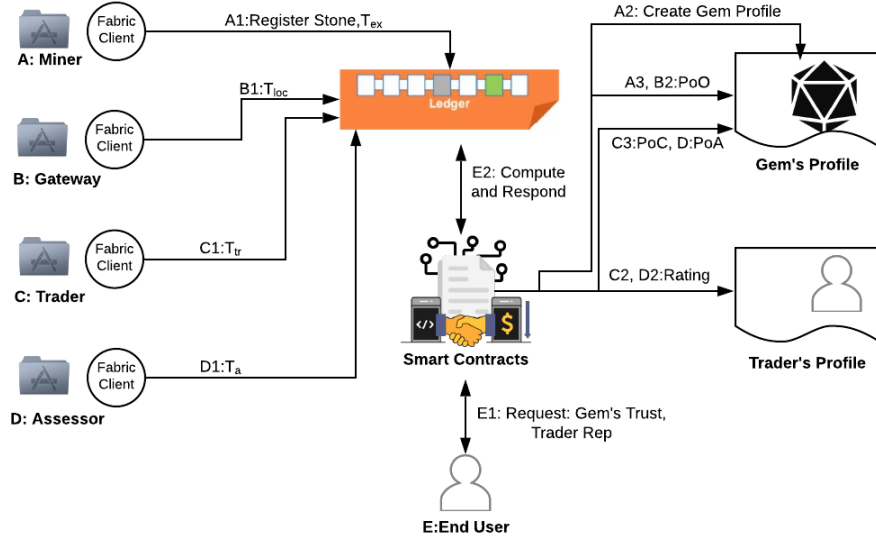 Fabric
Client
A: Miner
A1:Register Stone,Tex
A2: Create Gem Profile
Ledger
B1:Tloc
A3, B2:PoO
Fabric
Client
B: Gateway
C3:PoC, D:PoA
Gem's Profile
E2: Compute
and Respond
Fabric
Client
C: Trader
C1:Ttr
C2, D2:Rating
</>
$
Smart Contracts
Trader's Profile
Fabric
Client
D: Assessor
D1:Ta
E1: Request: Gem's Trust,
Trader Rep
E:End User